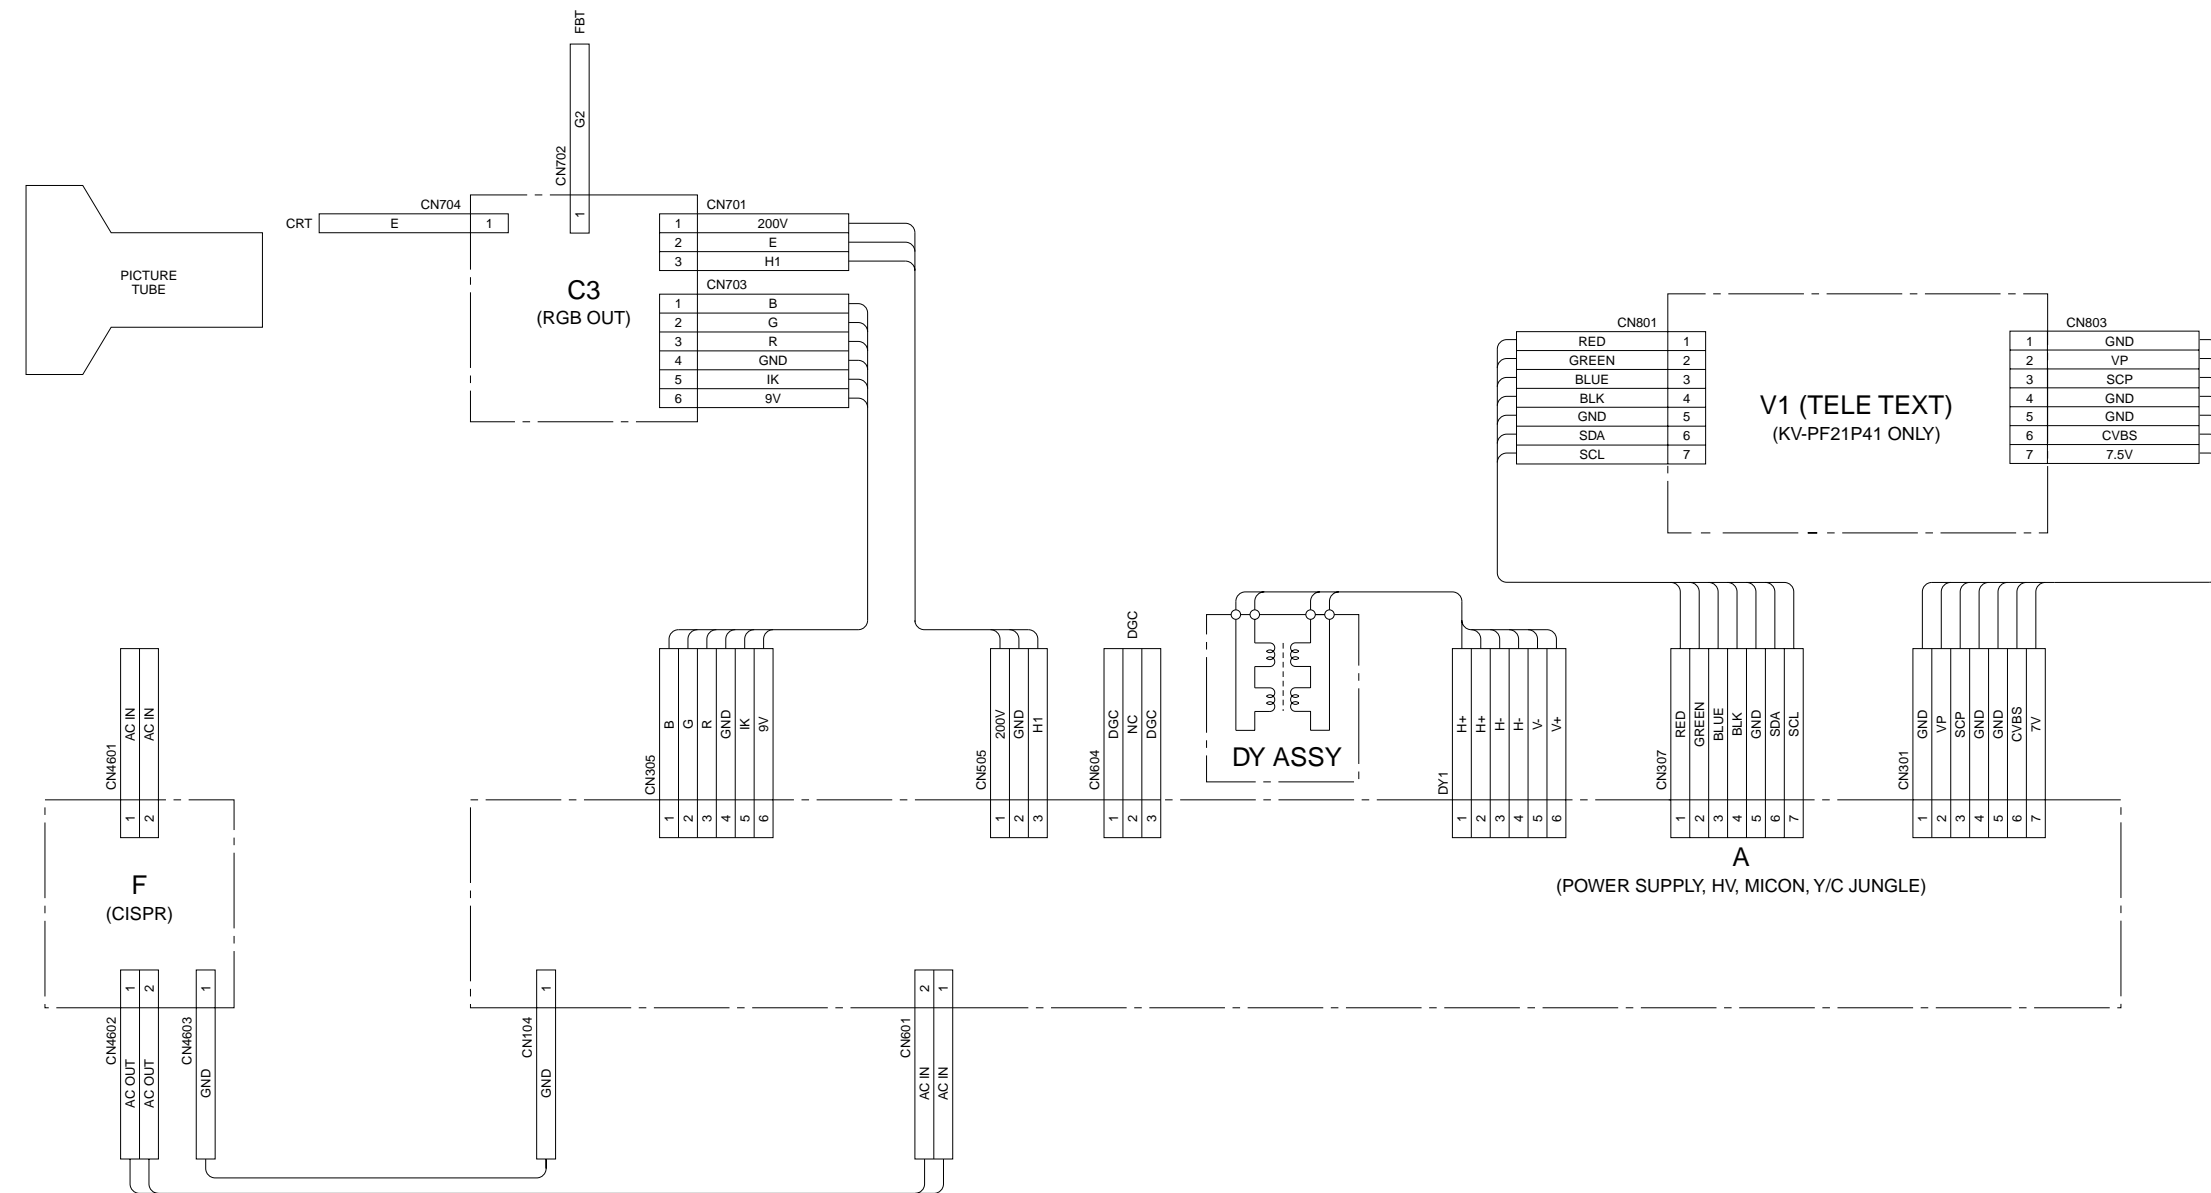 FBT
G2
CN702
1
CN704
CRT
E
1
PICTURE
TUBE
C3
(RGB OUT)
CN701
1 200V
2 E
3 H1
CN703
1 B
2 G
3 R
4 GND
5 IK
6 9V
CN801
RED 1
GREEN 2
BLUE 3
BLK 4
GND 5
SDA 6
SCL 7
V1 (TELE TEXT)
(KV-PF21P41 ONLY)
CN803
1 GND
2 VP
3 SCP
4 GND
5 GND
6 CVBS
7 7.5V
CN4601
1 AC IN
2 AC IN
F
(CISPR)
CN4602
1 AC OUT
2 AC OUT
CN4603
1 GND
CN305
1 B
2 G
3 R
4 GND
5 IK
6 9V
CN505
1 200V
2 GND
3 H1
DGC
CN604
1 DGC
2 NC
3 DGC
DY ASSY
DY1
1 H+
2 H+
3 H-
4 H-
5 V-
6 V+
CN307
1 RED
2 GREEN
3 BLUE
4 BLK
5 GND
6 SDA
7 SCL
CN301
1 GND
2 VP
3 SCP
4 GND
5 GND
6 CVBS
7 7V
A
(POWER SUPPLY, HV, MICON, Y/C JUNGLE)
CN104
1 GND
CN601
2 AC IN
1 AC IN